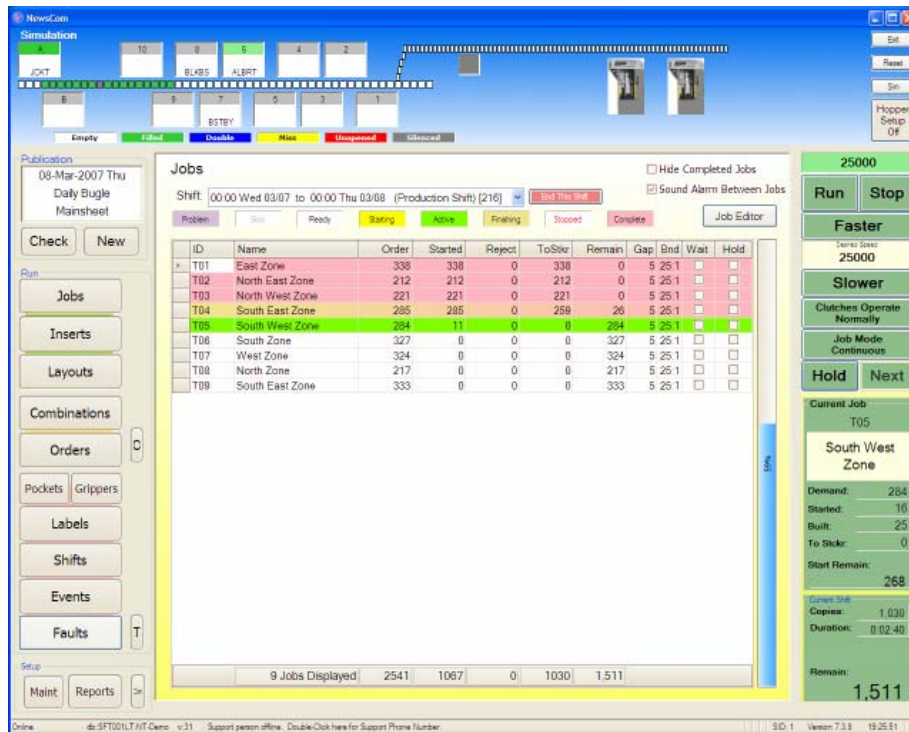 NewsCom
Simulation
A 10 8 6 4 2
JCKT BLKBS ALBRT
B 9 7 5 3 1
BSTBY
Empty Filled Double Miss Unopened Silenced
Exit
Reset
Sim
Hopper Setup Off
Publication
08-Mar-2007 Thu
Daily Bugle
Mainsheet
Check New
Run
Jobs
Inserts
Layouts
Combinations
Orders O
Pockets Grippers
Labels
Shifts
Events
Faults T
Setup
Maint Reports
Jobs
Hide Completed Jobs
Shift: 00:00 Wed 03/07 to 00:00 Thu 03/08 (Production Shift) [216] End This Shift
Sound Alarm Between Jobs
Problem Ready Starting Active Finishing Stopped Complete Job Editor
ID Name Order Started Reject ToStkr Remain Gap Bnd Wait Hold
T01 East Zone 338 338 0 338 0 5 25:1
T02 North East Zone 212 212 0 212 0 5 25:1
T03 North West Zone 221 221 0 221 0 5 25:1
T04 South East Zone 285 285 0 259 26 5 25:1
T05 South West Zone 284 11 0 0 284 5 25:1
T06 South Zone 327 0 0 0 327 5 25:1
T07 West Zone 324 0 0 0 324 5 25:1
T08 North Zone 217 0 0 0 217 5 25:1
T09 South East Zone 333 0 0 0 333 5 25:1
9 Jobs Displayed 2541 1067 0 1030 1,511
25000
Run Stop
Faster
Desired Speed
25000
Slower
Clutches Operate Normally
Job Mode Continuous
Hold Next
Current Job
T05
South West Zone
Demand: 284
Started: 16
Built: 25
To Stckr: 0
Start Remain:
268
Current Shift
Copies: 1,030
Duration: 0:02:40
Remain:
1,511
Online ds:SFT001LT:NT-Demo v:31 Support person offline. Double-Click here for Support Phone Number. SID: 1 Version 7.3.8 19:25:51